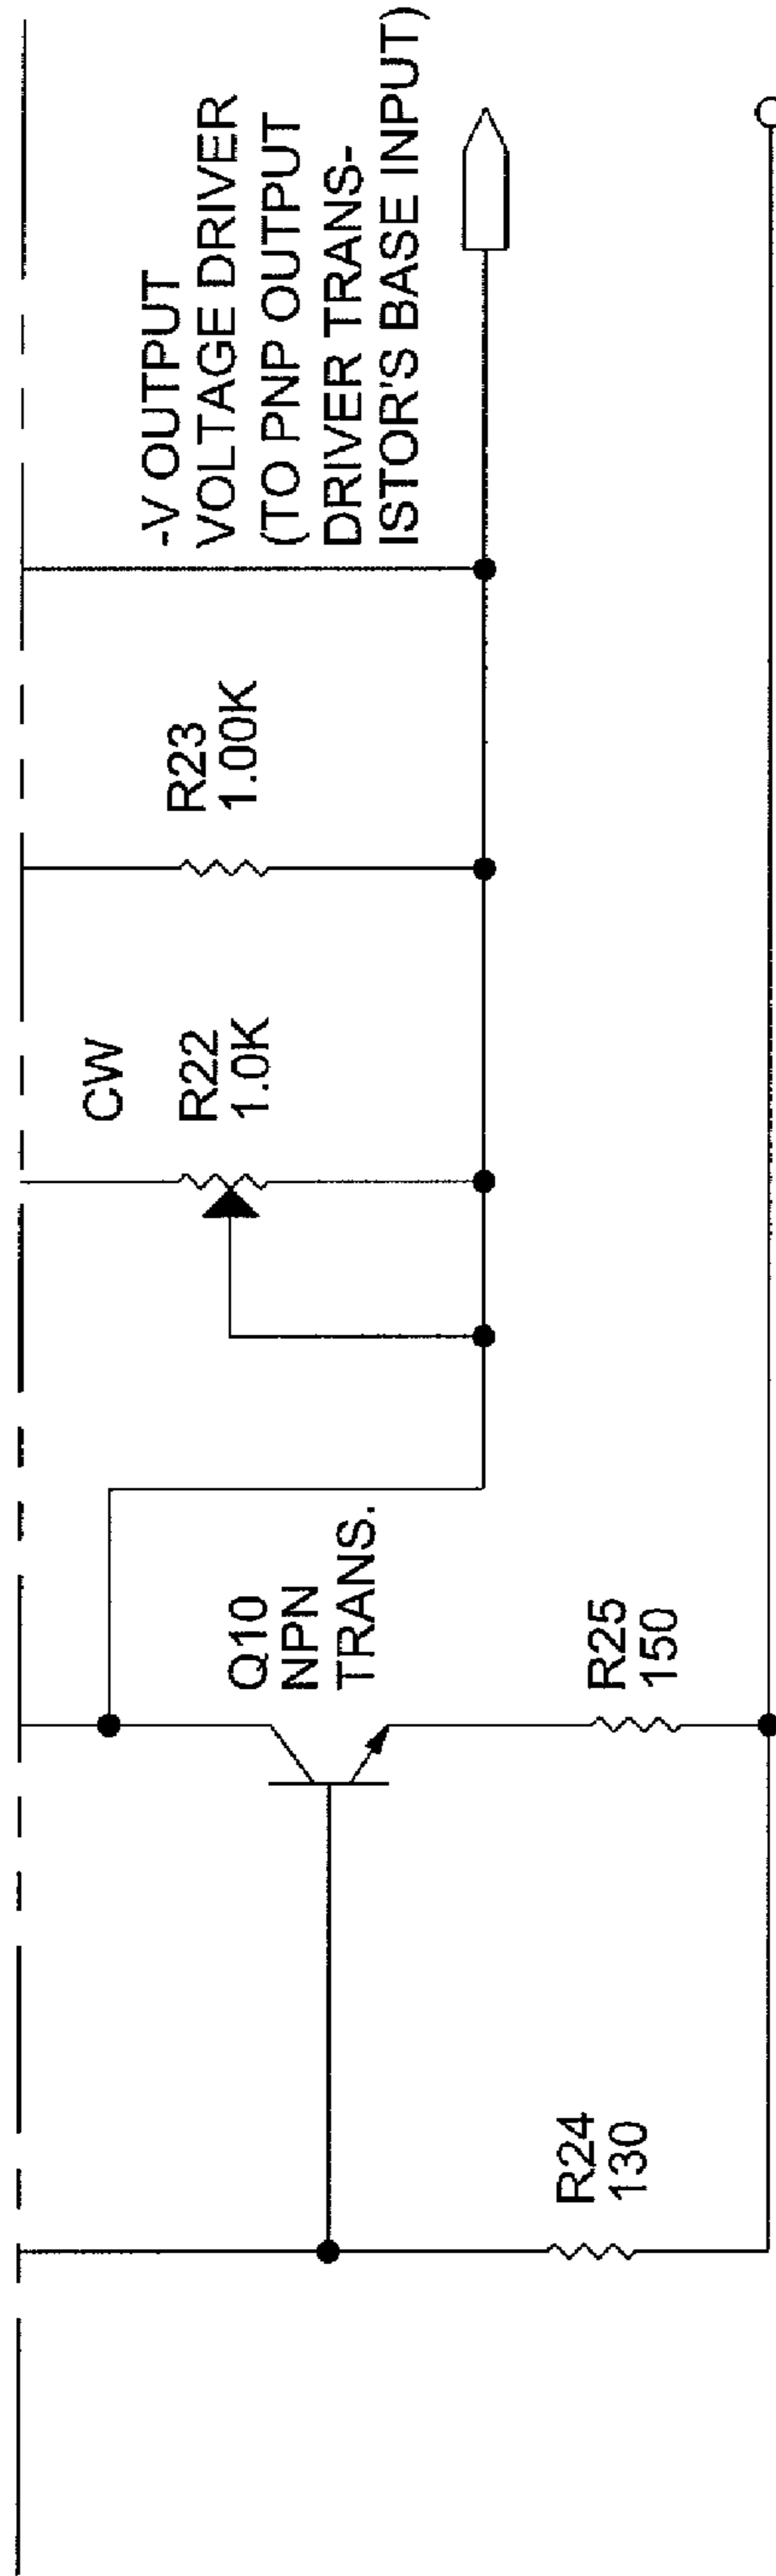 -V OUTPUT
VOLTAGE DRIVER
(TO PNP OUTPUT
DRIVER TRANS-
ISTOR'S BASE INPUT)
R23
1.00K
CW
R22
1.0K
Q10
NPN
TRANS.
R25
150
R24
130